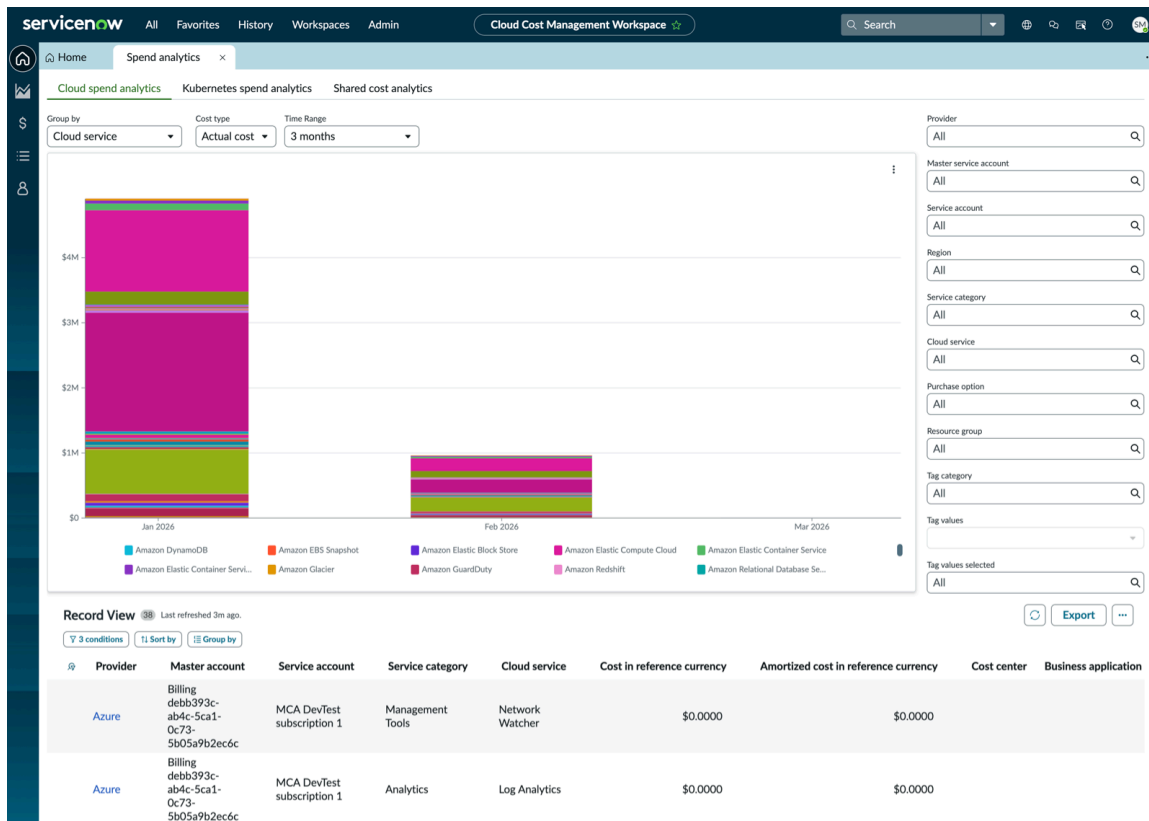 servicenow All Favorites History Workspaces Admin Cloud Cost Management Workspace Search SM
Home Spend analytics ×
Cloud spend analytics Kubernetes spend analytics Shared cost analytics
Group by Cost type Time Range Provider
Cloud service Actual cost 3 months All
Master service account
All
Service account
All
Region
All
Service category
All
Cloud service
All
Purchase option
All
Resource group
All
Tag category
All
Tag values
Tag values selected
All
$4M
$3M
$2M
$1M
$0
Jan 2026 Feb 2026 Mar 2026
Amazon DynamoDB Amazon EBS Snapshot Amazon Elastic Block Store Amazon Elastic Compute Cloud Amazon Elastic Container Service
Amazon Elastic Container Servi... Amazon Glacier Amazon GuardDuty Amazon Redshift Amazon Relational Database Se...
Record View 38 Last refreshed 3m ago. Export
3 conditions Sort by Group by
Provider Master account Service account Service category Cloud service Cost in reference currency Amortized cost in reference currency Cost center Business application
Azure Billing debb393c-ab4c-5ca1-0c73-5b05a9b2ec6c MCA DevTest subscription 1 Management Tools Network Watcher $0.0000 $0.0000
Azure Billing debb393c-ab4c-5ca1-0c73-5b05a9b2ec6c MCA DevTest subscription 1 Analytics Log Analytics $0.0000 $0.0000